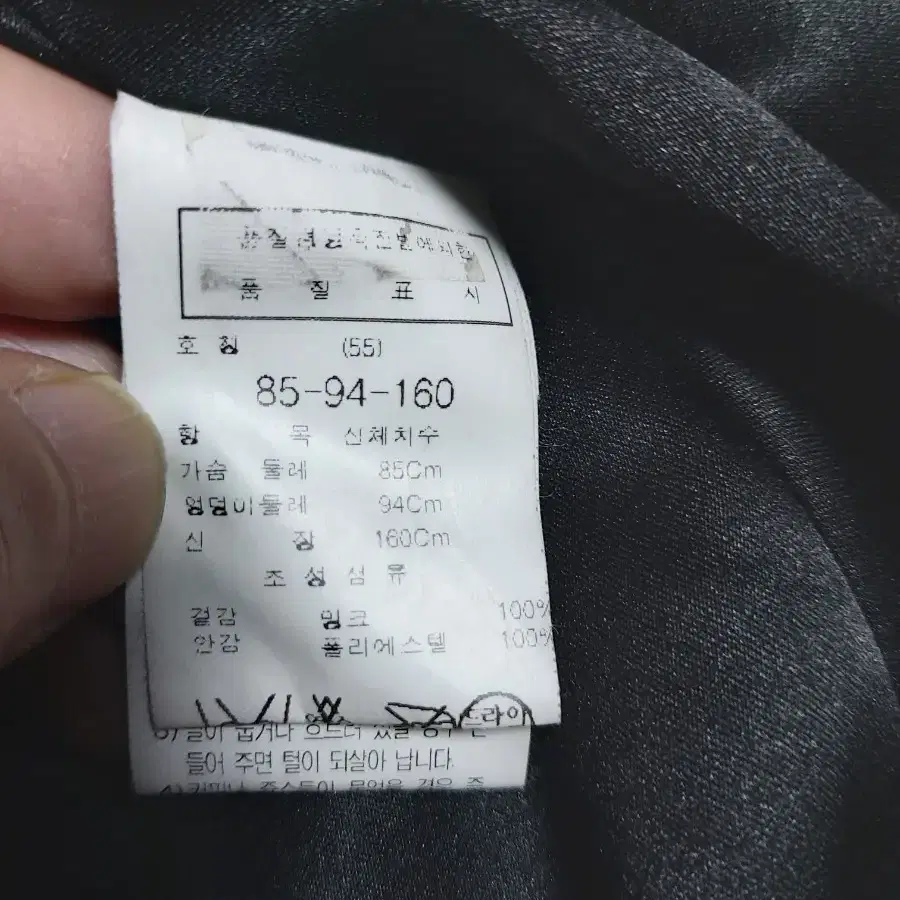 품 질 표 시
호 칭 (55)
85-94-160
항 목 신체치수
가슴 둘레 85Cm
엉덩이둘레 94Cm
신 장 160Cm
조 성 섬 유
겉감 밍크 100%
안감 폴리에스텔 100%
드라이
들어 주면 털이 되살아 납니다.